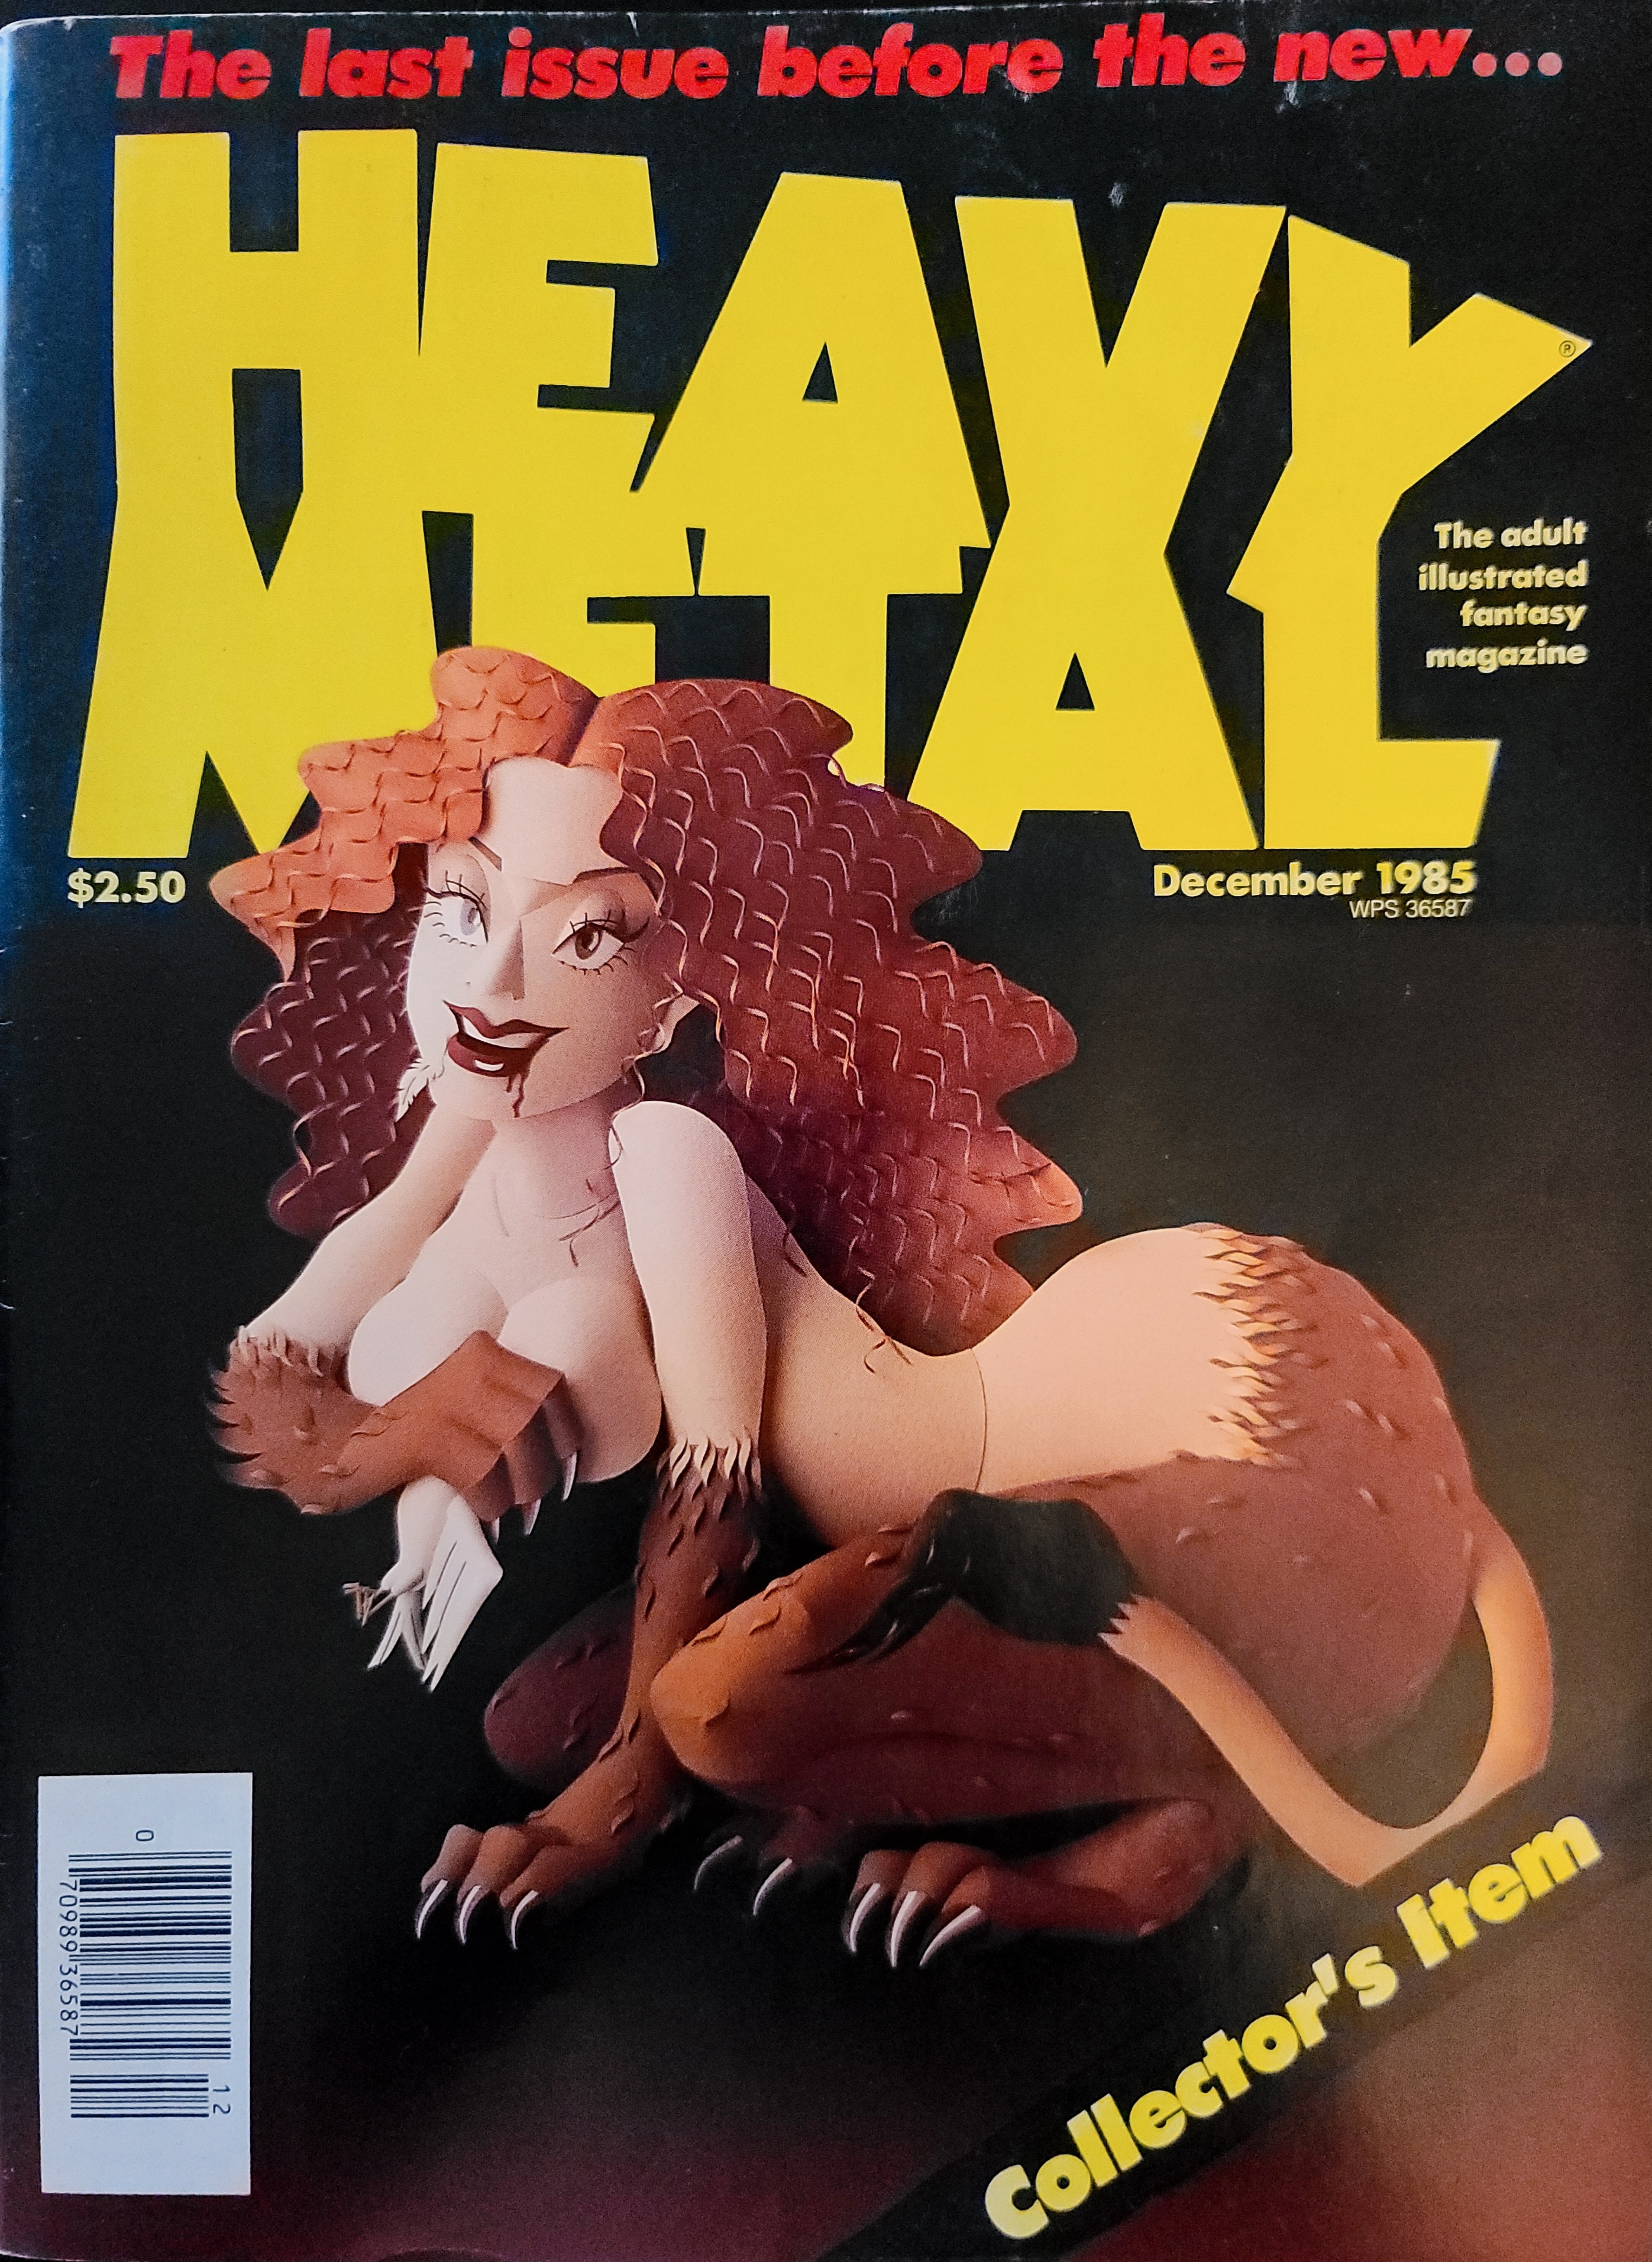 The last issue before the new...
HEAVY
METAL
®
The adult
illustrated
fantasy
magazine
$2.50
December 1985
WPS 36587
Collector's Item
0
70989 36587
12